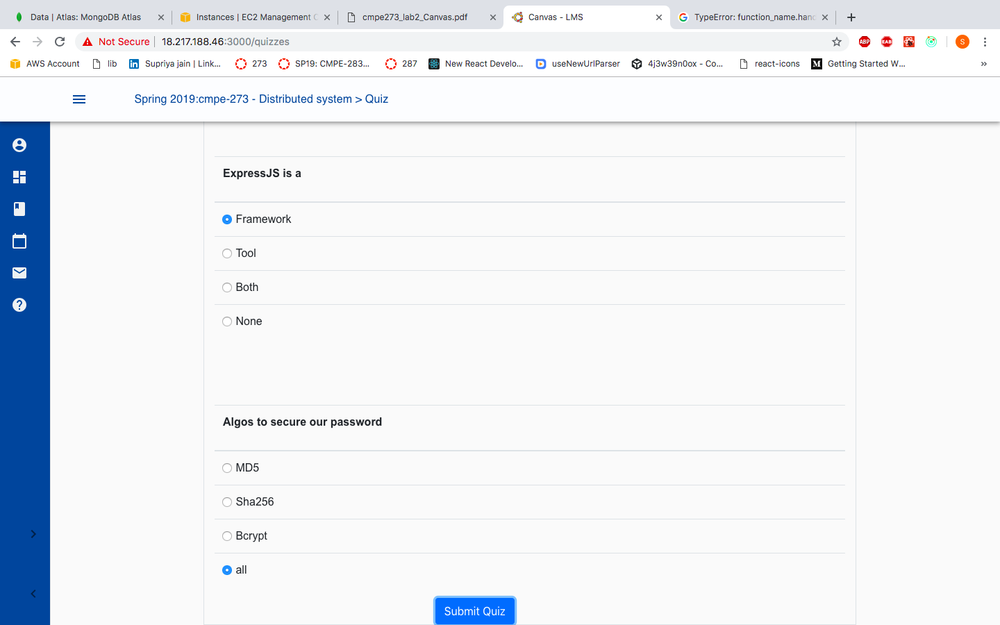 Data | Atlas: MongoDB Atlas
Instances | EC2 Management C
cmpe273_lab2_Canvas.pdf
Canvas - LMS
TypeError: function_name.hand
Not Secure
18.217.188.46:3000/quizzes
ABP
EAB
S
AWS Account
lib
Supriya jain | Link...
273
SP19: CMPE-283...
287
New React Develo...
useNewUrlParser
4j3w39n0ox - Co...
react-icons
Getting Started W...
Spring 2019:cmpe-273 - Distributed system > Quiz
ExpressJS is a
Framework
Tool
Both
None
Algos to secure our password
MD5
Sha256
Bcrypt
all
Submit Quiz